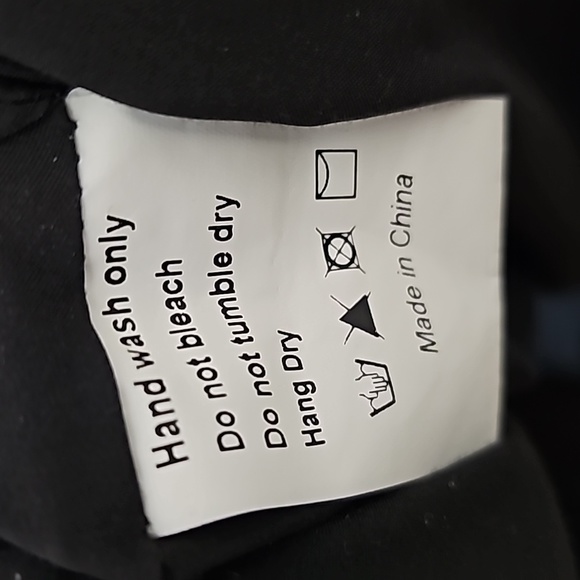 Hand wash only
Do not bleach
Do not tumble dry
Hang Dry
Made in China